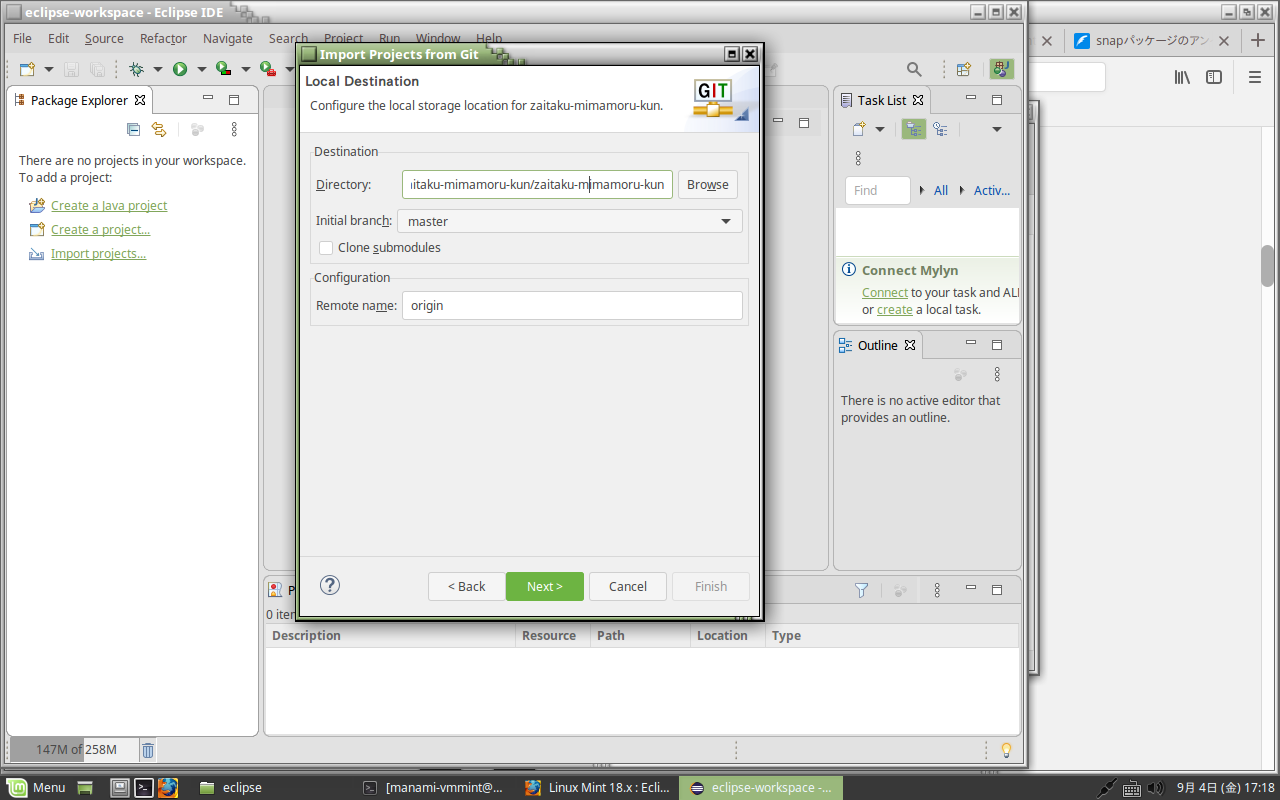 eclipse-workspace - Eclipse IDE
File Edit Source Refactor Navigate Search Project Run Window Help
snapパッケージのアン
Import Projects from Git
Local Destination
Configure the local storage location for zaitaku-mimamoru-kun.
GIT
Destination
Directory: itaku-mimamoru-kun/zaitaku-mimamoru-kun Browse
Initial branch: master
Clone submodules
Configuration
Remote name: origin
< Back Next > Cancel Finish
Package Explorer
There are no projects in your workspace.
To add a project:
Create a Java project
Create a project...
Import projects...
Task List
Find All Activ...
Connect Mylyn
Connect to your task and ALI
or create a local task.
Outline
There is no active editor that
provides an outline.
P
0 iten
Description Resource Path Location Type
147M of 258M
Menu eclipse [manami-vmmint@... Linux Mint 18.x : Ecli... eclipse-workspace -... 9月 4日 (金) 17:18